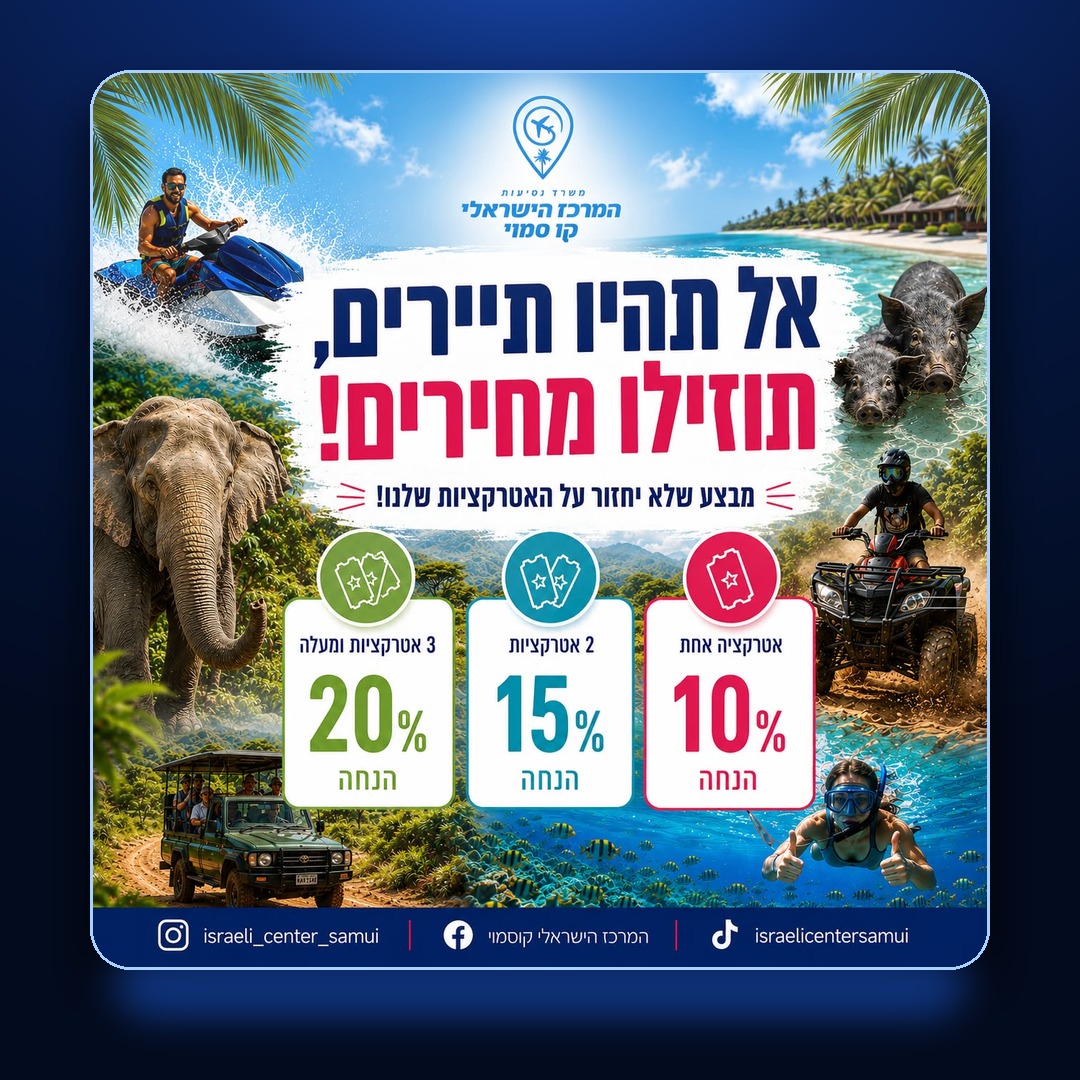 משרד נסיעות
המרכז הישראלי
קו סמוי
אל תהיו תיירים,
תוזילו מחירים!
מבצע שלא יחזור על האטרקציות שלנו!
אטרקציה אחת
10%
הנחה
2 אטרקציות
15%
הנחה
3 אטרקציות ומעלה
20%
הנחה
israeli_center_samui
המרכז הישראלי קוסמוי
israelicentersamui